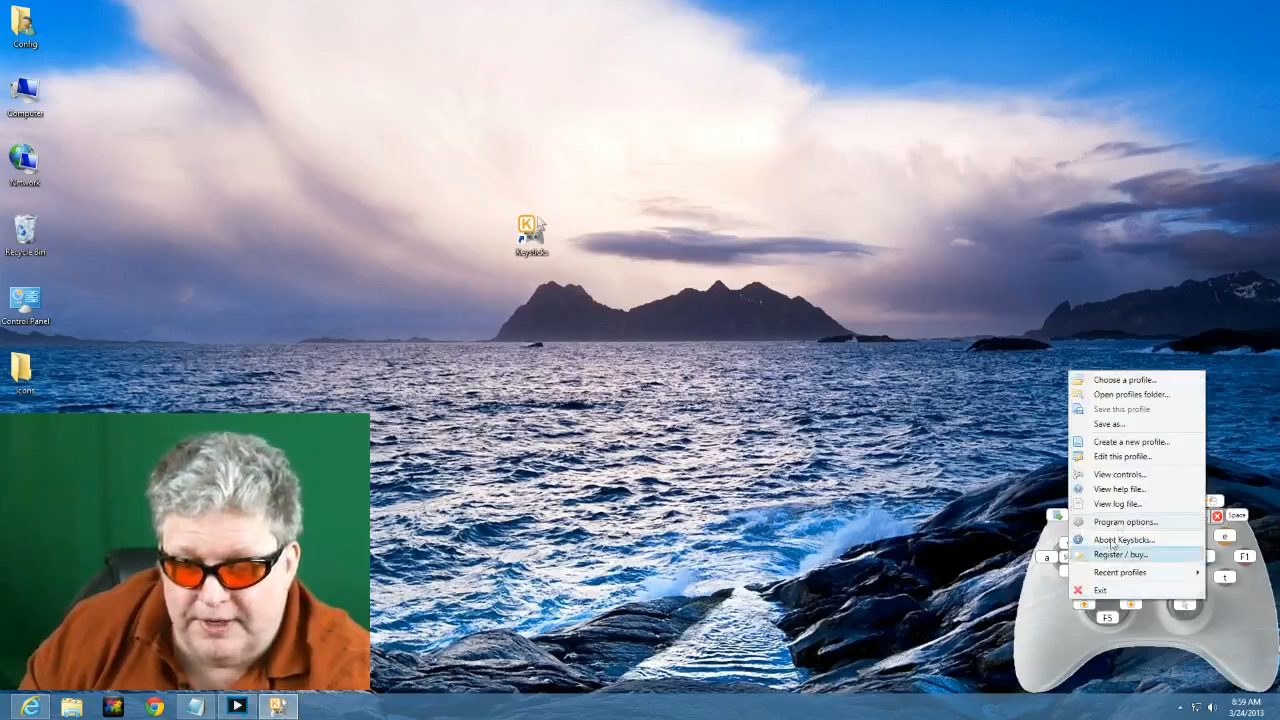 Config
Computer
Network
Recycle Bin
Control Panel
icons
K
Keysticks
Choose a profile...
Open profiles folder...
Save this profile
Save as...
Create a new profile...
Edit this profile...
View controls...
View help file...
View log file...
Program options...
About Keysticks...
Register / buy...
Recent profiles
Exit
Space
e
a
F1
t
F5
8:59 AM
3/24/2013